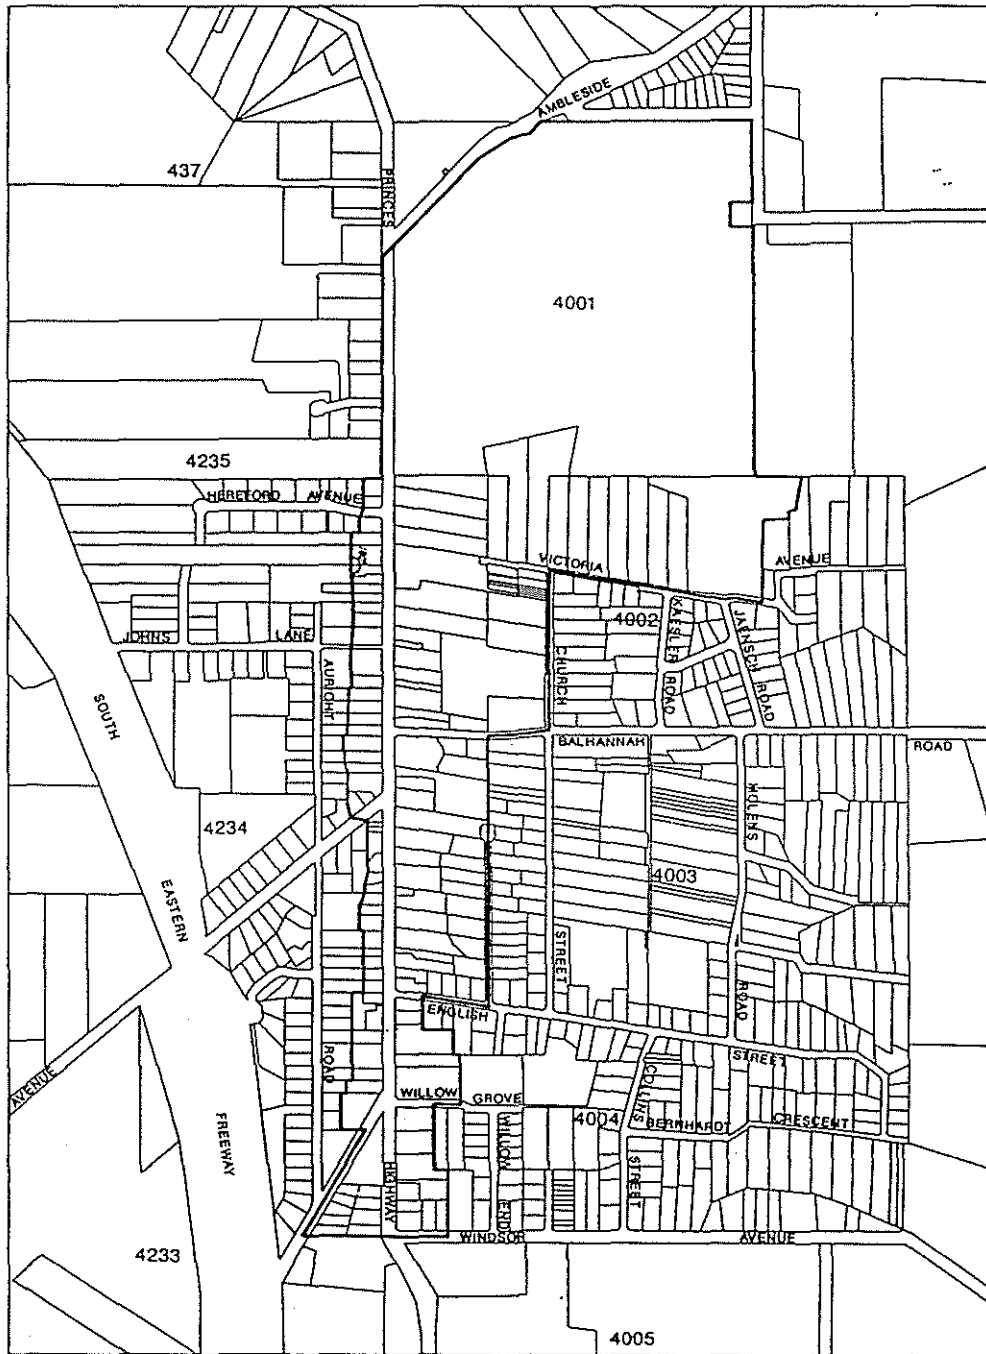 AMBLESIDE
437
PRINCES
4001
4235
HEREFORD AVENUE
VICTORIA
AVENUE
4002
KAESLER ROAD
JAENSCH ROAD
JOHNS LANE
CHURCH
AURICHT
SOUTH
BALHANNAH
ROAD
MOLENS
4234
4003
EASTERN
STREET
ROAD
ENGLISH
STREET
ROAD
COLLINS
WILLOW GROVE
AVENUE
4004
BERNHARDT CRESCENT
WILLOW END
FREEWAY
STREET
HIGHWAY
WINDSOR AVENUE
4233
4005